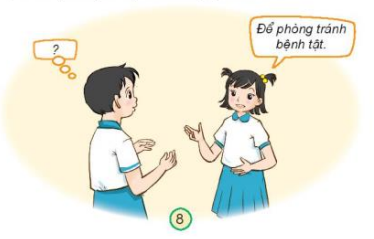 ?
Để phòng tránh
bệnh tật.
8